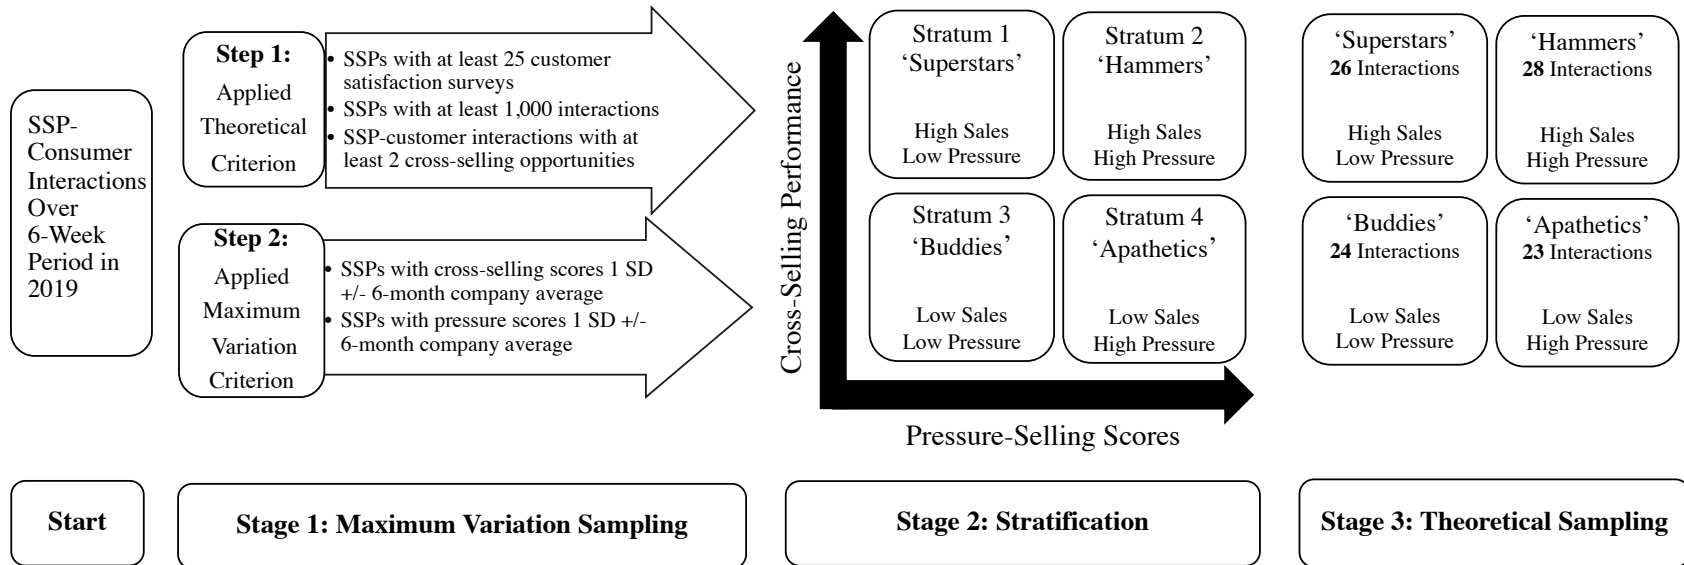 SSP-
Consumer
Interactions
Over
6-Week
Period in
2019
Step 1:
Applied
Theoretical
Criterion
• SSPs with at least 25 customer
satisfaction surveys
• SSPs with at least 1,000 interactions
• SSP-customer interactions with at
least 2 cross-selling opportunities
Step 2:
Applied
Maximum
Variation
Criterion
• SSPs with cross-selling scores 1 SD
+/- 6-month company average
• SSPs with pressure scores 1 SD +/-
6-month company average
Cross-Selling Performance
Stratum 1
‘Superstars’
High Sales
Low Pressure
Stratum 2
‘Hammers’
High Sales
High Pressure
Stratum 3
‘Buddies’
Low Sales
Low Pressure
Stratum 4
‘Apathetics’
Low Sales
High Pressure
Pressure-Selling Scores
‘Superstars’
26 Interactions
High Sales
Low Pressure
‘Hammers’
28 Interactions
High Sales
High Pressure
‘Buddies’
24 Interactions
Low Sales
Low Pressure
‘Apathetics’
23 Interactions
Low Sales
High Pressure
Start
Stage 1: Maximum Variation Sampling
Stage 2: Stratification
Stage 3: Theoretical Sampling